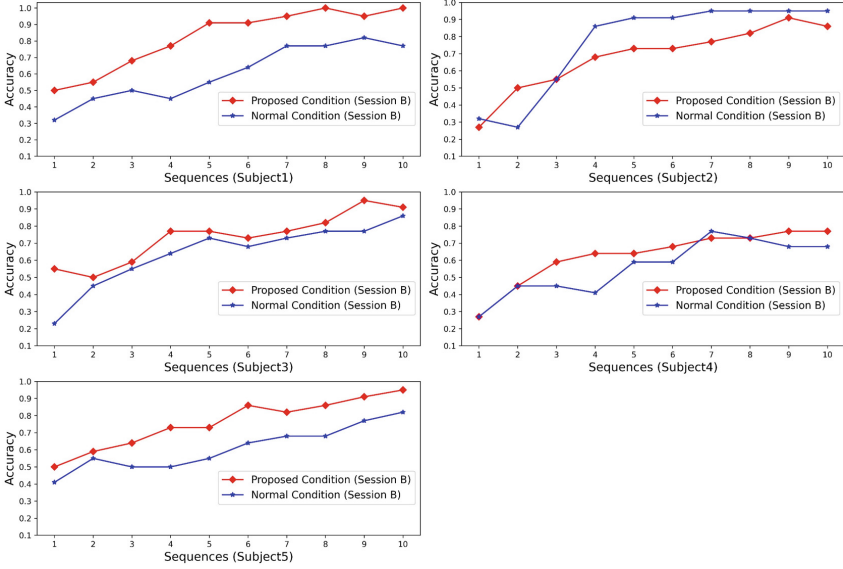 1.0
0.9
0.8
0.7
0.6
0.5
0.4
0.3
0.2
0.1
Accuracy
Proposed Condition (Session B)
Normal Condition (Session B)
1 2 3 4 5 6 7 8 9 10
Sequences (Subject1)
1.0
0.9
0.8
0.7
0.6
0.5
0.4
0.3
0.2
0.1
Accuracy
Proposed Condition (Session B)
Normal Condition (Session B)
1 2 3 4 5 6 7 8 9 10
Sequences (Subject2)
1.0
0.9
0.8
0.7
0.6
0.5
0.4
0.3
0.2
0.1
Accuracy
Proposed Condition (Session B)
Normal Condition (Session B)
1 2 3 4 5 6 7 8 9 10
Sequences (Subject3)
1.0
0.9
0.8
0.7
0.6
0.5
0.4
0.3
0.2
0.1
Accuracy
Proposed Condition (Session B)
Normal Condition (Session B)
1 2 3 4 5 6 7 8 9 10
Sequences (Subject4)
1.0
0.9
0.8
0.7
0.6
0.5
0.4
0.3
0.2
0.1
Accuracy
Proposed Condition (Session B)
Normal Condition (Session B)
1 2 3 4 5 6 7 8 9 10
Sequences (Subject5)